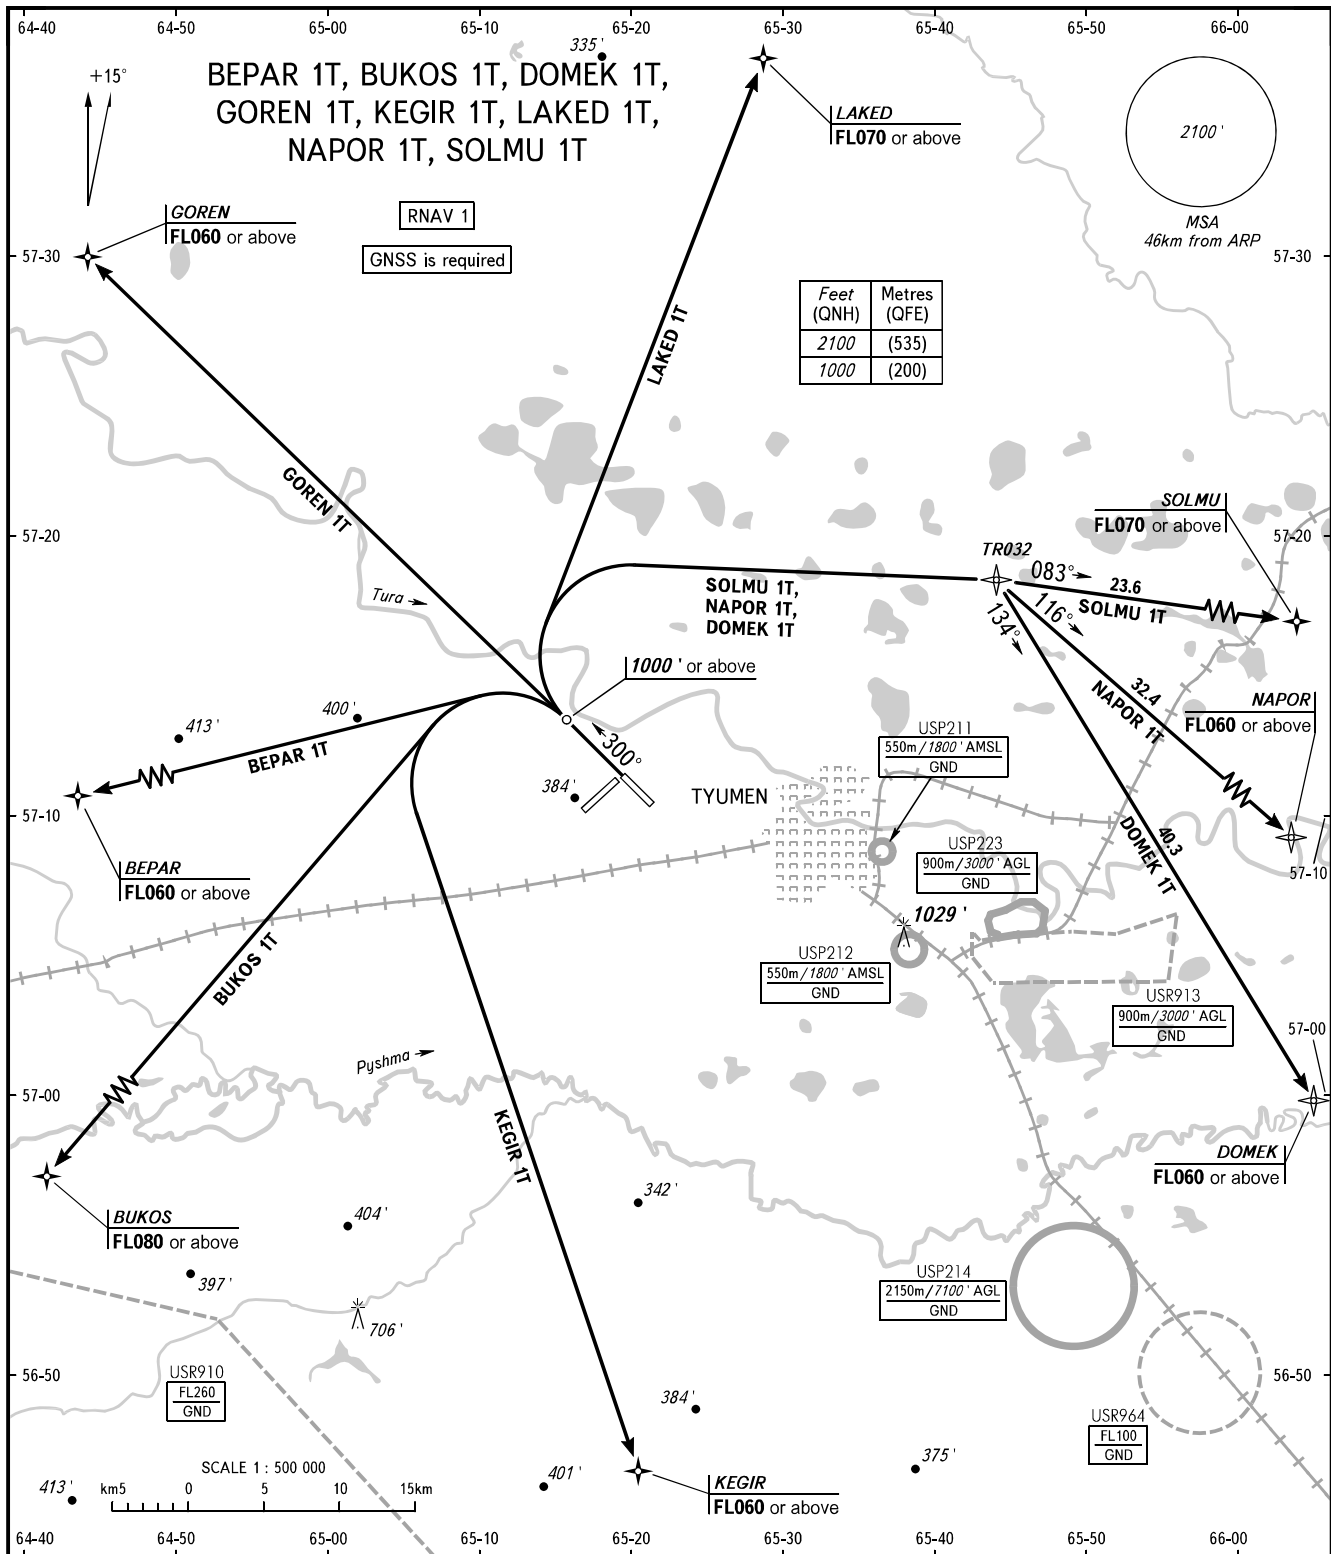 64-40 64-50 65-00 65-10 65-20 65-30 65-40 65-50 66-00
335'
+15°
BEPAR 1T, BUKOS 1T, DOMEK 1T,
GOREN 1T, KEGIR 1T, LAKED 1T,
NAPOR 1T, SOLMU 1T
LAKED
FL070 or above
2100'
MSA
46km from ARP
GOREN
FL060 or above
RNAV 1
GNSS is required
57-30
57-30
Feet (QNH) Metres (QFE)
2100 (535)
1000 (200)
LAKED 1T
GOREN 1T
SOLMU
FL070 or above
57-20
57-20
TR032
083°
23.6
SOLMU 1T
116°
134°
SOLMU 1T,
NAPOR 1T,
DOMEK 1T
Tura
1000' or above
32.4
NAPOR 1T
NAPOR
FL060 or above
413'
400'
BEPAR 1T
300°
384'
TYUMEN
USP211
550m/1800' AMSL
GND
57-10
57-10
40.3
DOMEK 1T
USP223
900m/3000' AGL
GND
BEPAR
FL060 or above
1029'
BUKOS 1T
USP212
550m/1800' AMSL
GND
USR913
900m/3000' AGL
GND
57-00
57-00
Pyshma
KEGIR 1T
DOMEK
FL060 or above
342'
BUKOS
FL080 or above
404'
397'
706'
USP214
2150m/7100' AGL
GND
USR910
FL260
GND
56-50
56-50
384'
USR964
FL100
GND
375'
401'
KEGIR
FL060 or above
SCALE 1 : 500 000
km5 0 5 10 15km
413'
64-40 64-50 65-00 65-10 65-20 65-30 65-40 65-50 66-00